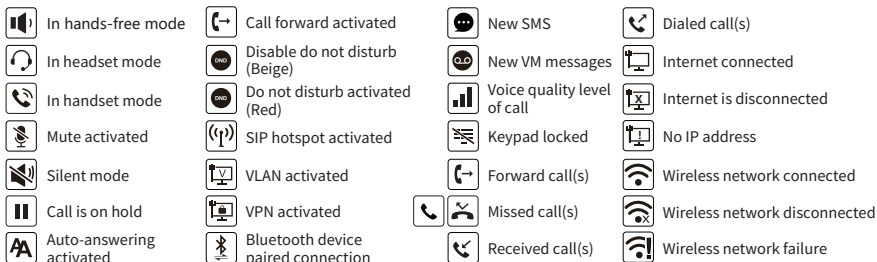 In hands-free mode
In headset mode
In handset mode
Mute activated
Silent mode
Call is on hold
Auto-answering
activated
Call forward activated
DND
Disable do not disturb
(Beige)
DND
Do not disturb activated
(Red)
SIP hotspot activated
V
VLAN activated
VPN activated
Bluetooth device
paired connection
New SMS
New VM messages
Voice quality level
of call
Keypad locked
Forward call(s)
Missed call(s)
Received call(s)
Dialed call(s)
Internet connected
X
Internet is disconnected
!
No IP address
Wireless network connected
X
Wireless network disconnected
!
Wireless network failure